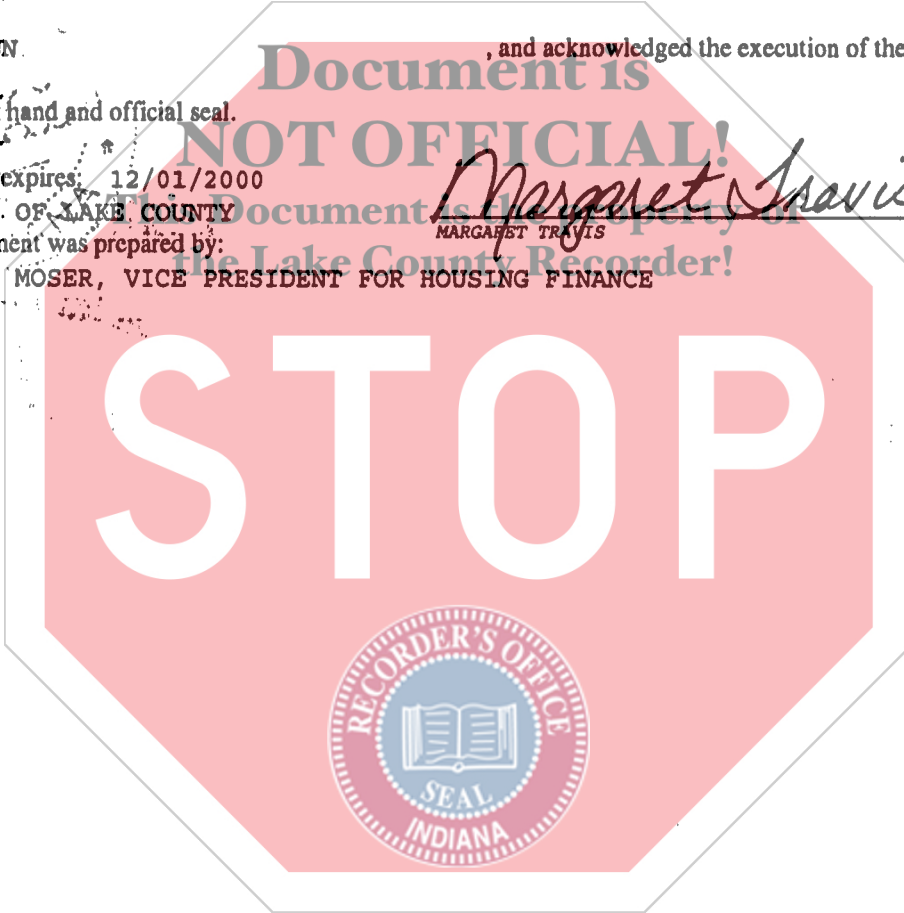 N , and acknowledged the execution of the
Document is
hand and official seal.
NOT OFFICIAL!
expires: 12/01/2000
Margaret Travis
This Document is the property of
OF LAKE COUNTY
MARGARET TRAVIS
ment was prepared by:
the Lake County Recorder!
MOSER, VICE PRESIDENT FOR HOUSING FINANCE
STOP
RECORDER'S OFFICE
SEAL
INDIANA